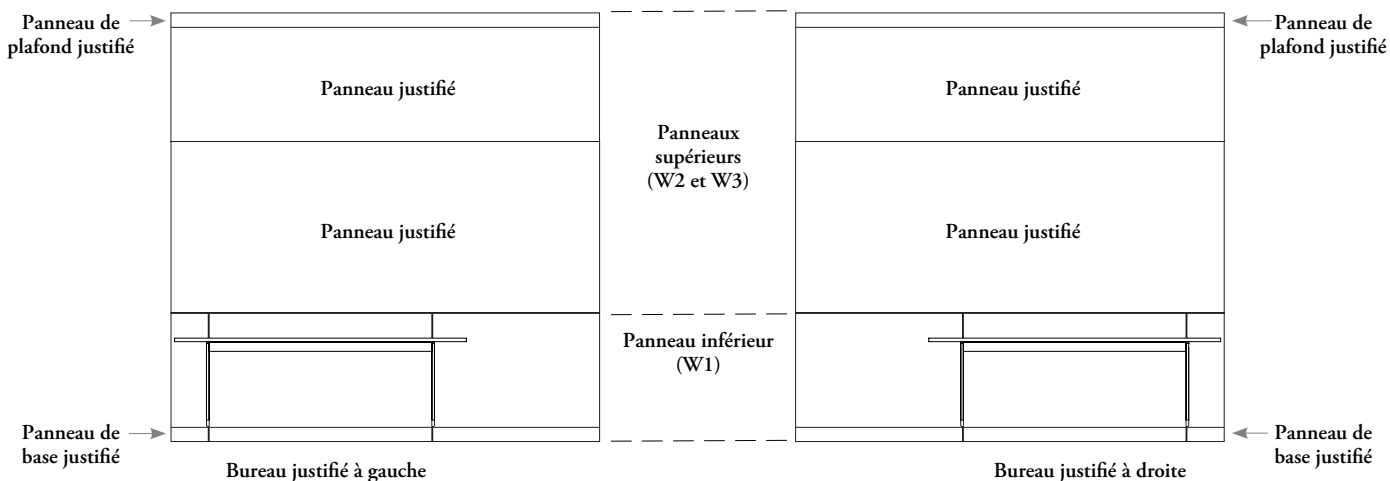 Panneau de
plafond justifié
Panneau justifié
Panneau justifié
Panneau de
base justifié
Bureau justifié à gauche
Panneaux
supérieurs
(W2 et W3)
Panneau inférieur
(W1)
Panneau de
plafond justifié
Panneau justifié
Panneau justifié
Panneau de
base justifié
Bureau justifié à droite